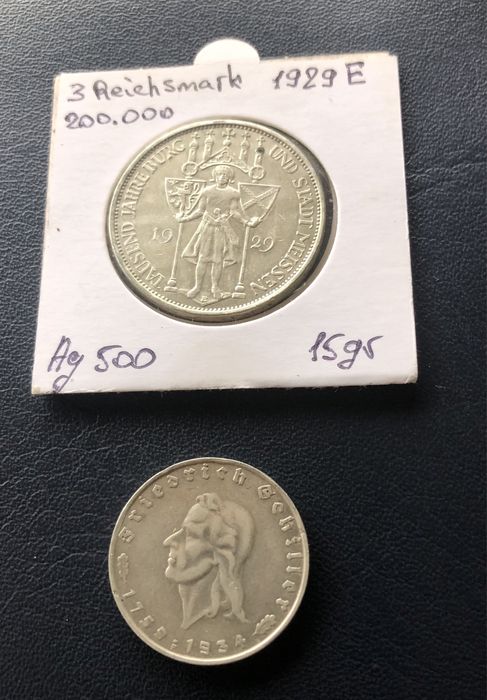 3 Reichsmark 1929 E
200.000
TAUSEND JAHRE BURG UND STADT MEISSEN
19 29
E
Ag 500 15gr
Friedrich Schiller
1759 : 1934